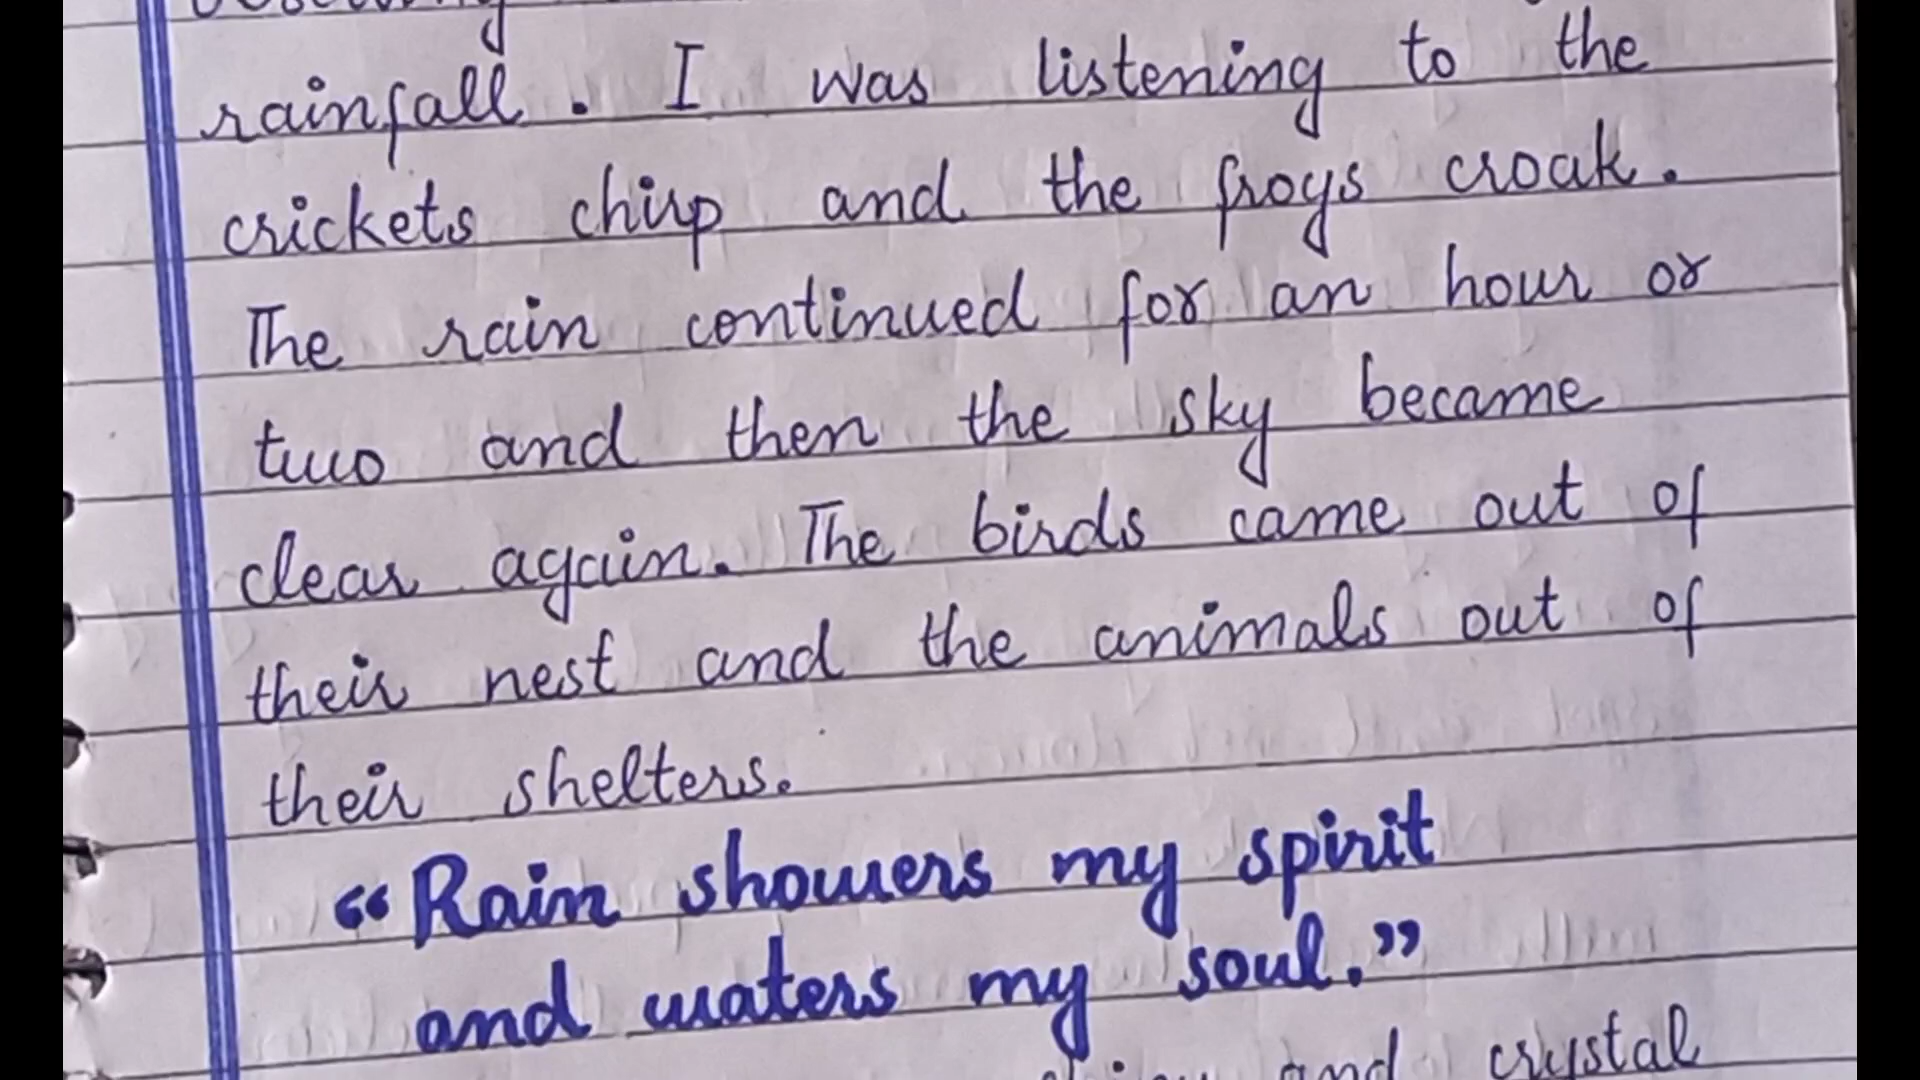 rainfall. I was listening to the
crickets chirp and the frogs croak.
The rain continued for an hour or
two and then the sky became
clear again. The birds came out of
their nest and the animals out of
their shelters.
"Rain showers my spirit
and waters my soul."
and crystal